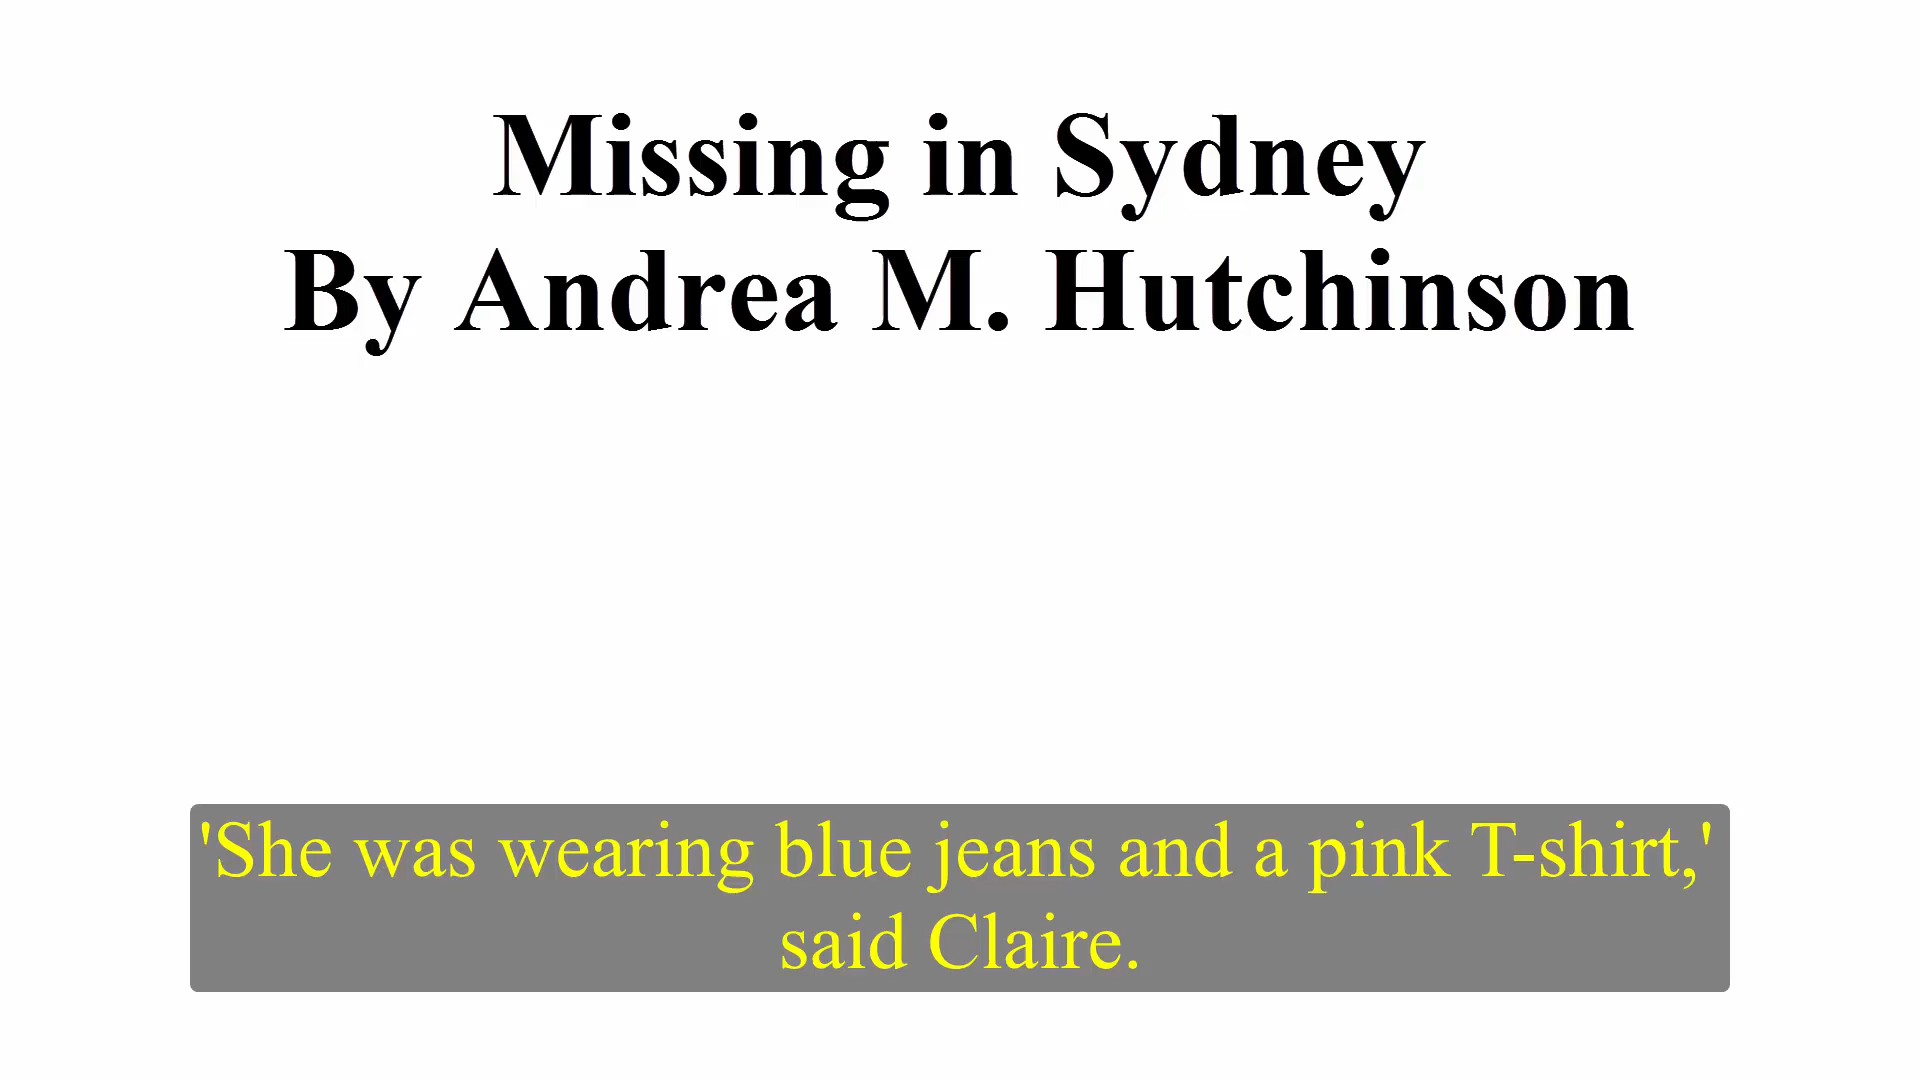 Missing in Sydney
By Andrea M. Hutchinson
'She was wearing blue jeans and a pink T-shirt,'
said Claire.